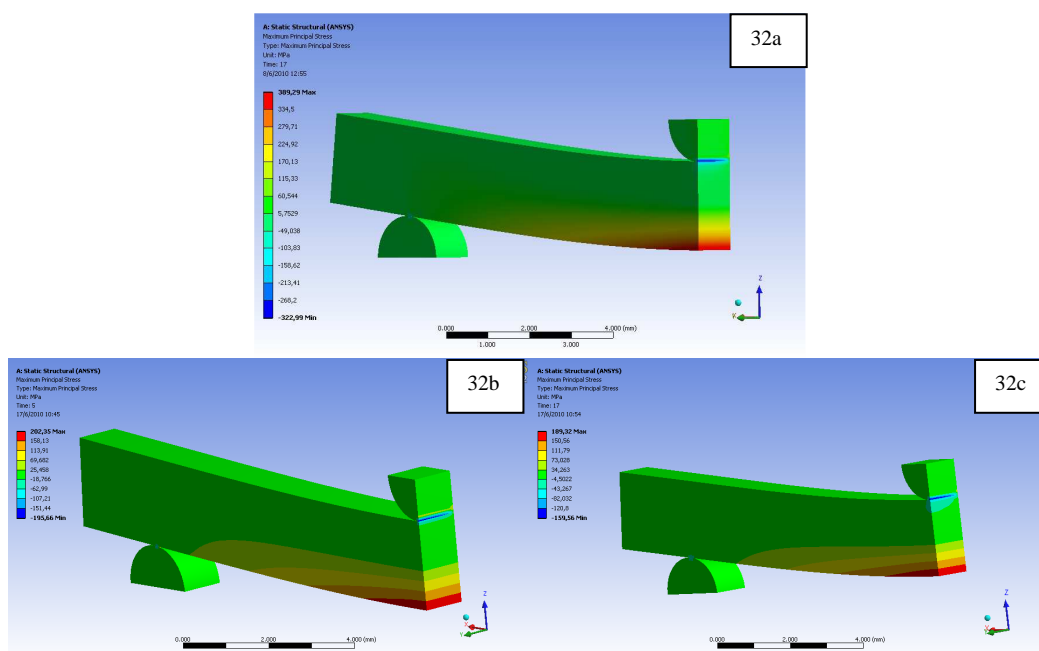 32a
A: Static Structural (ANSYS)
Maximum Principal Stress
Type: Maximum Principal Stress
Unit: MPa
Time: 17
8/6/2010 12:55
389,29 Max
334,5
279,71
224,92
170,13
115,33
60,544
5,7529
-49,038
-103,83
-158,62
-213,41
-268,2
-322,99 Min
Z
Y
0.000 2.000 4.000 (mm)
1.000 3.000
32b
A: Static Structural (ANSYS)
Maximum Principal Stress
Type: Maximum Principal Stress
Unit: MPa
Time: 5
17/6/2010 10:45
202,35 Max
158,13
113,91
69,682
25,458
-18,766
-62,99
-107,21
-151,44
-195,66 Min
Z
X
Y
0.000 2.000 4.000 (mm)
32c
A: Static Structural (ANSYS)
Maximum Principal Stress
Type: Maximum Principal Stress
Unit: MPa
Time: 17
17/6/2010 10:54
189,32 Max
150,56
111,79
73,028
34,263
-4,5022
-43,267
-82,032
-120,8
-159,56 Min
Z
Y
0.000 2.000 4.000 (mm)